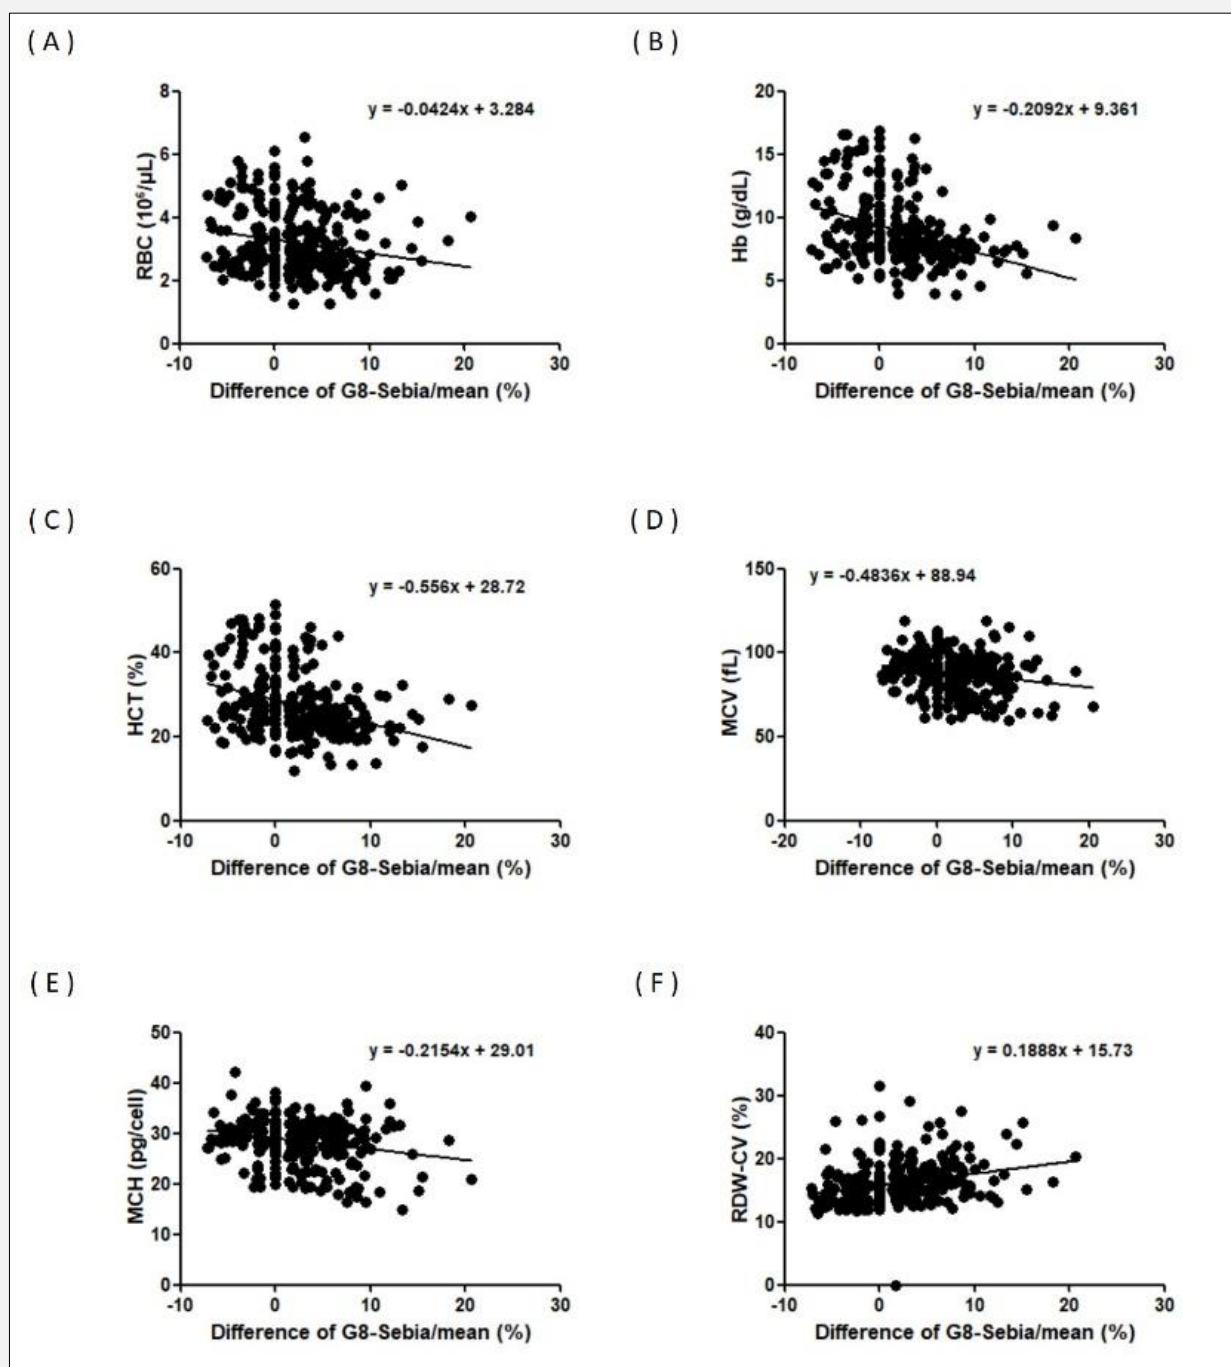 ( A )
y = -0.0424x + 3.284
RBC (10⁶/µL)
8
6
4
2
0
-10 0 10 20 30
Difference of G8-Sebia/mean (%)
( B )
y = -0.2092x + 9.361
Hb (g/dL)
20
15
10
5
0
-10 0 10 20 30
Difference of G8-Sebia/mean (%)
( C )
y = -0.556x + 28.72
HCT (%)
60
40
20
0
-10 0 10 20 30
Difference of G8-Sebia/mean (%)
( D )
y = -0.4836x + 88.94
MCV (fL)
150
100
50
0
-20 -10 0 10 20 30
Difference of G8-Sebia/mean (%)
( E )
y = -0.2154x + 29.01
MCH (pg/cell)
50
40
30
20
10
0
-10 0 10 20 30
Difference of G8-Sebia/mean (%)
( F )
y = 0.1888x + 15.73
RDW-CV (%)
40
30
20
10
0
-10 0 10 20 30
Difference of G8-Sebia/mean (%)